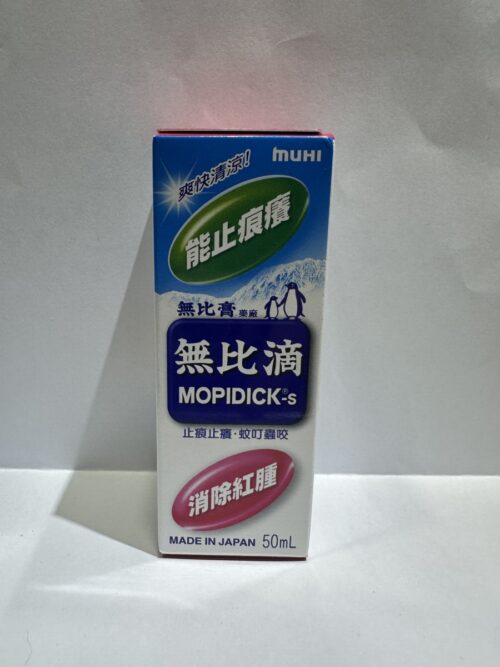 muHI
爽快清涼!
能止痕癢
無比膏 藥廠
無比滴
MOPIDICK®-s
止痕止癢·蚊叮蟲咬
消除紅腫
MADE IN JAPAN 50mL